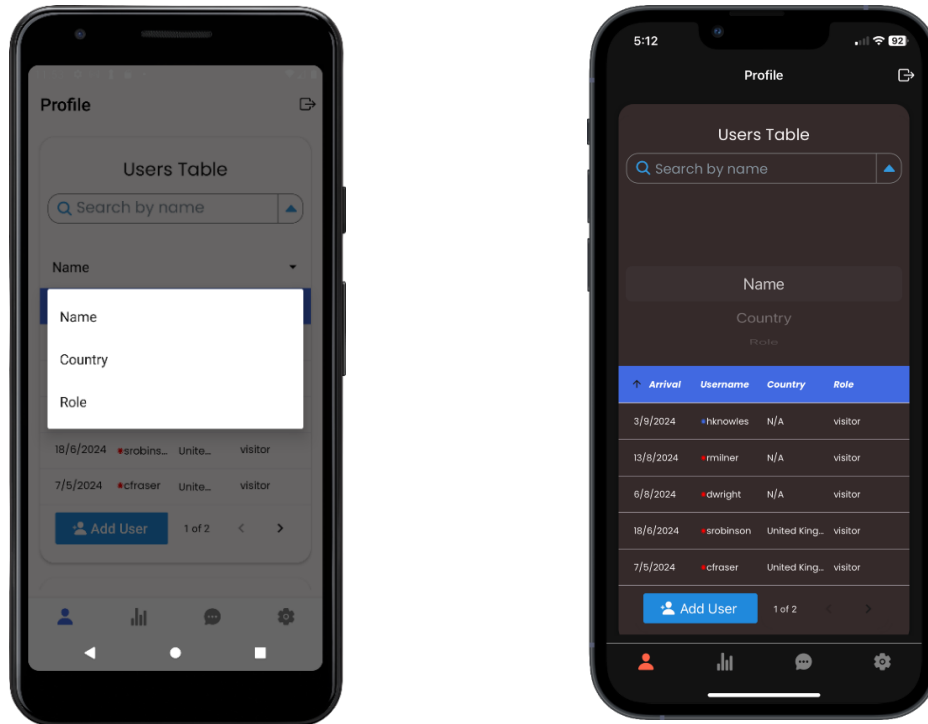 Profile
Users Table
Search by name
Name
Name
Country
Role
18/6/2024 srobins... Unite... visitor
7/5/2024 cfraser Unite... visitor
Add User 1 of 2 < >
5:12 92
Profile
Users Table
Search by name
Name
Country
Role
↑ Arrival Username Country Role
3/9/2024 hknowles N/A visitor
13/8/2024 rmilner N/A visitor
6/8/2024 dwright N/A visitor
18/6/2024 srobinson United King... visitor
7/5/2024 cfraser United King... visitor
Add User 1 of 2 < >